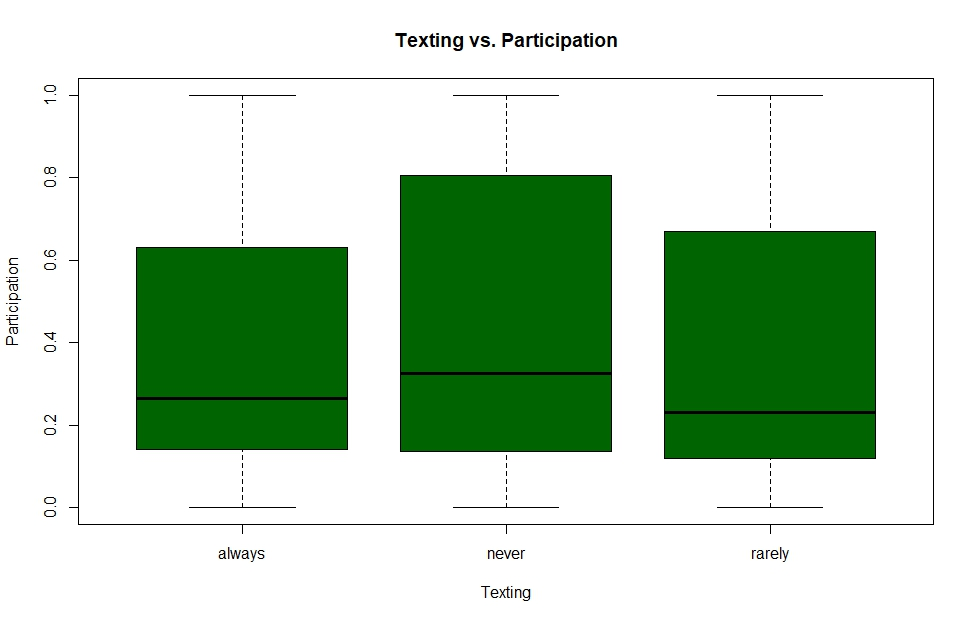 Texting vs. Participation
1.0
0.8
0.6
0.4
0.2
0.0
Participation
always
never
rarely
Texting